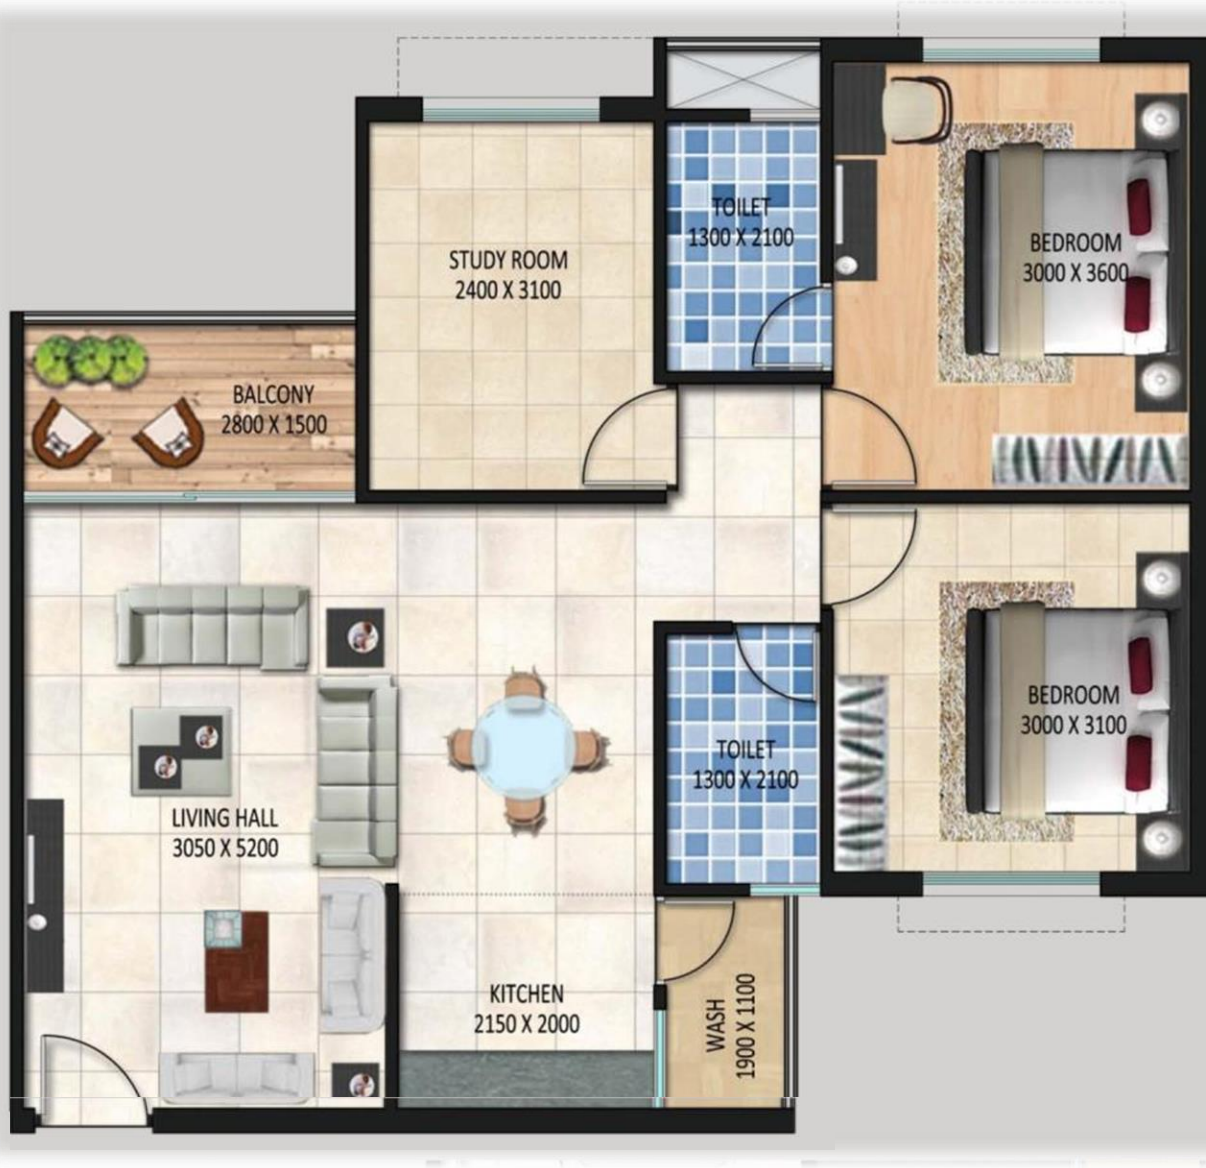 TOILET
1300 X 2100
BEDROOM
3000 X 3600
STUDY ROOM
2400 X 3100
BALCONY
2800 X 1500
BEDROOM
3000 X 3100
TOILET
1300 X 2100
LIVING HALL
3050 X 5200
KITCHEN
2150 X 2000
WASH
1900 X 1100